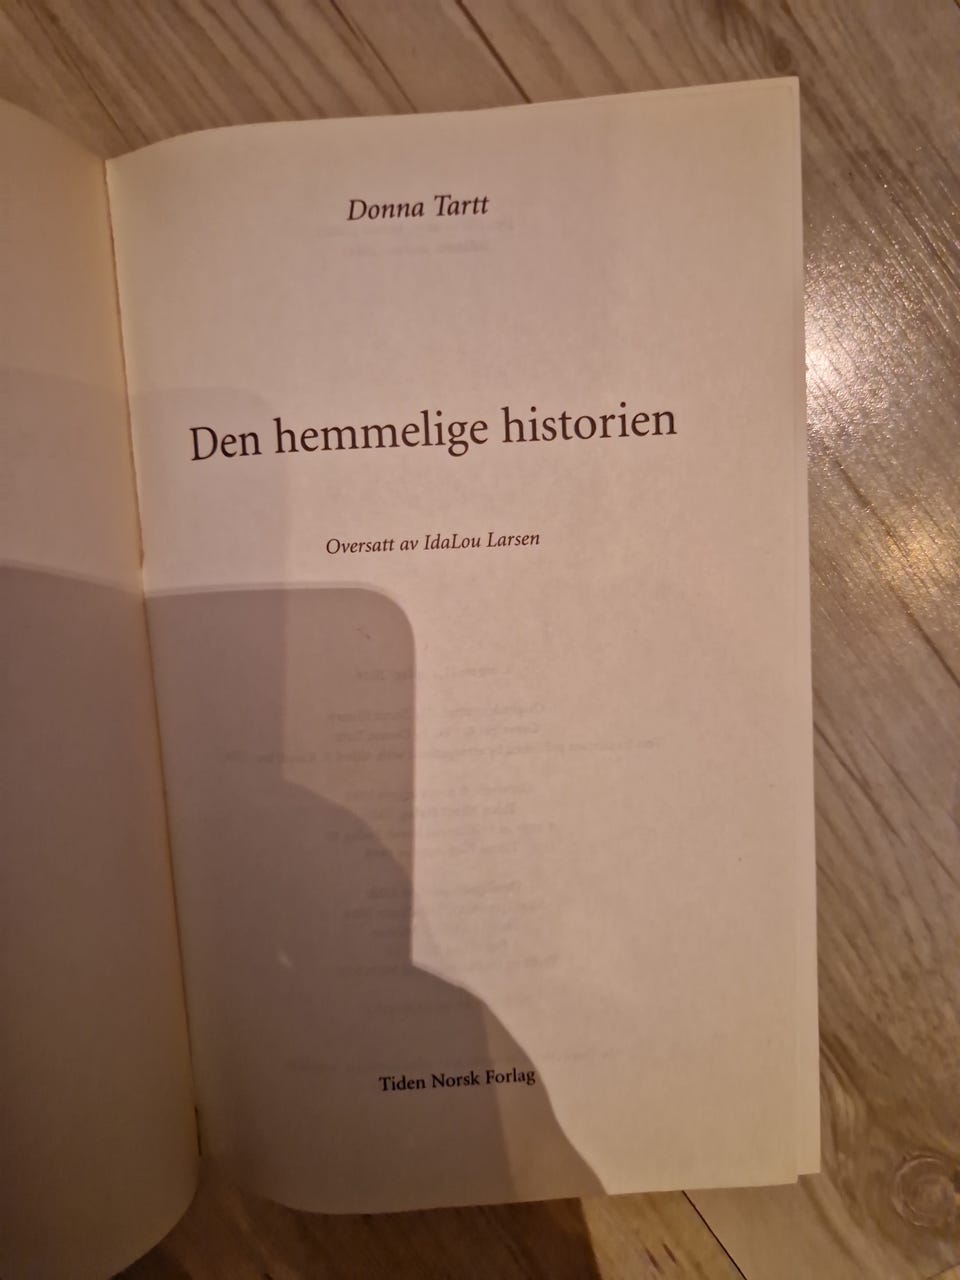 Donna Tartt
Den hemmelige historien
Oversatt av IdaLou Larsen
Tiden Norsk Forlag